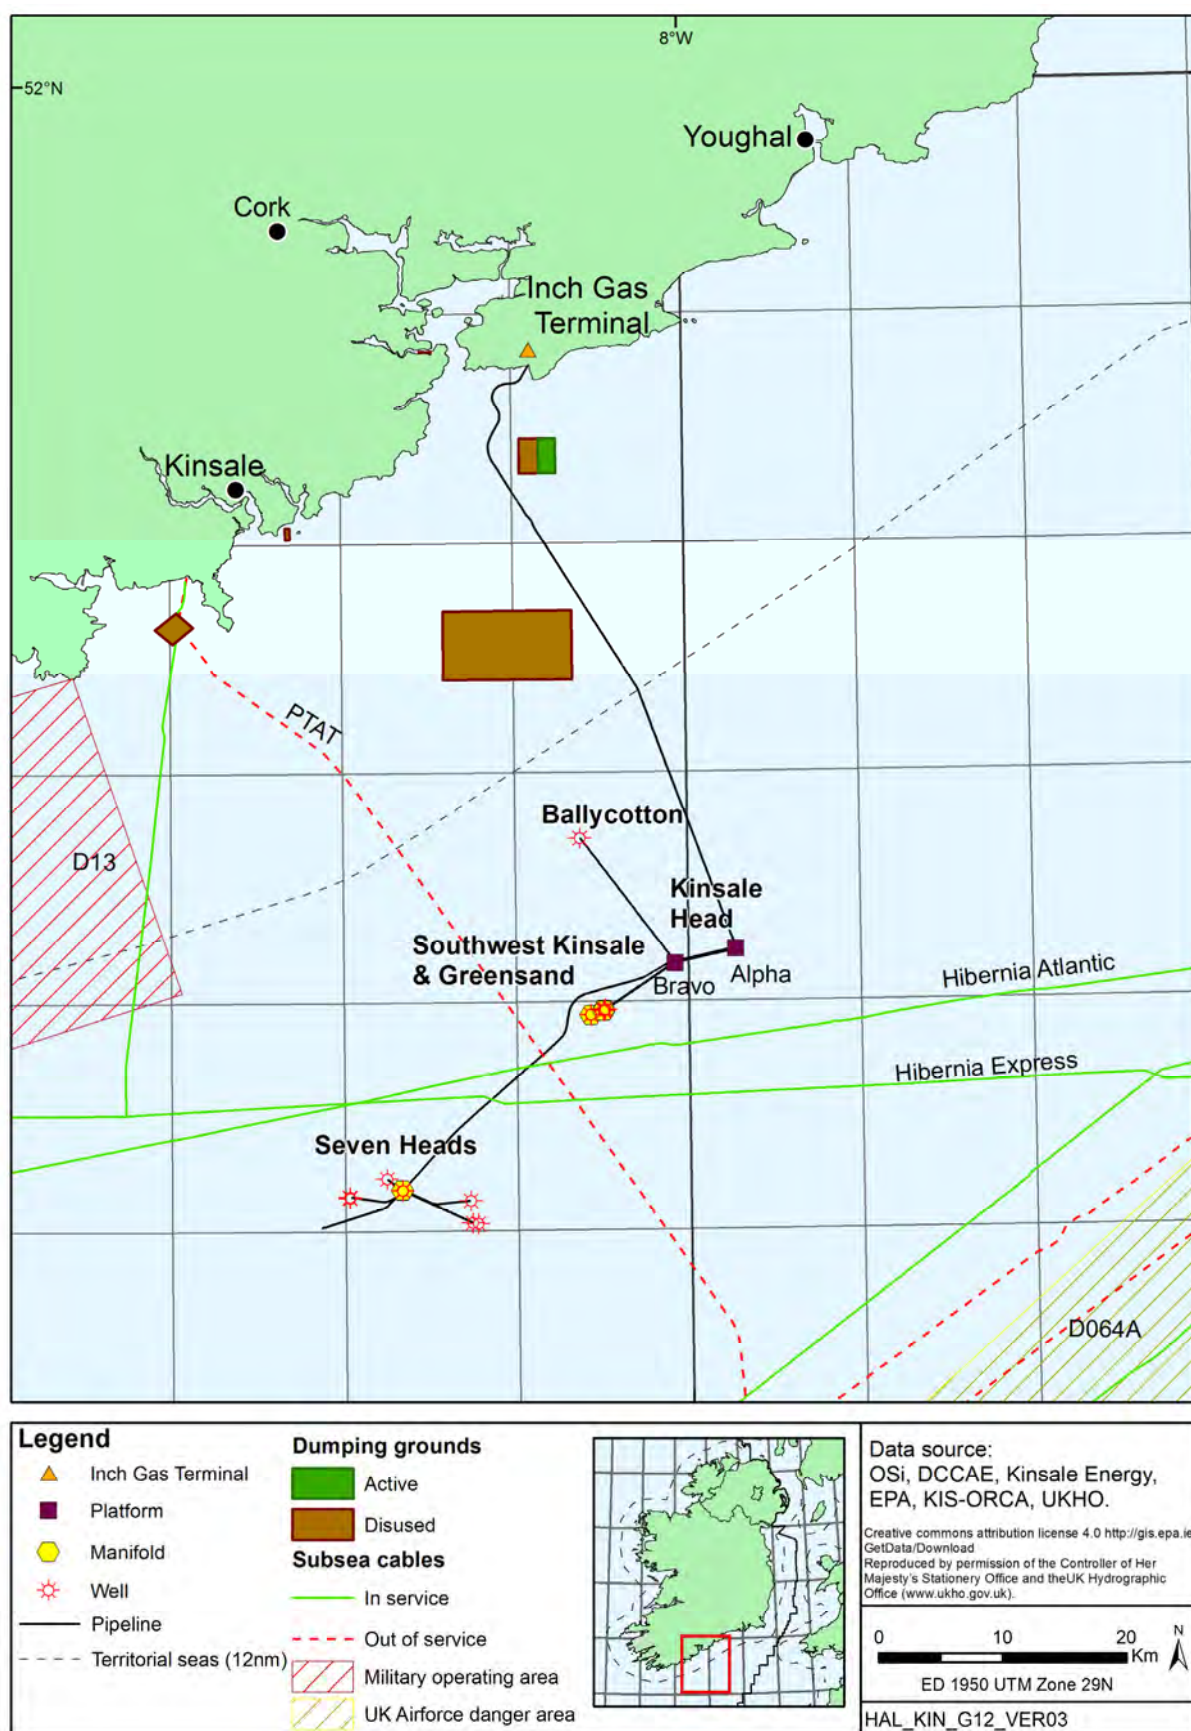 8°W
52°N
Youghal
Cork
Inch Gas
Terminal
Kinsale
PTAT
Ballycotton
D13
Kinsale
Head
Southwest Kinsale
& Greensand
Bravo
Alpha
Hibernia Atlantic
Hibernia Express
Seven Heads
D064A
Legend
Inch Gas Terminal
Platform
Manifold
Well
Pipeline
Territorial seas (12nm)
Dumping grounds
Active
Disused
Subsea cables
In service
Out of service
Military operating area
UK Airforce danger area
Data source:
OSi, DCCAE, Kinsale Energy,
EPA, KIS-ORCA, UKHO.
Creative commons attribution license 4.0 http://gis.epa.ie
GetData/Download
Reproduced by permission of the Controller of Her
Majesty's Stationery Office and theUK Hydrographic
Office (www.ukho.gov.uk).
0 10 20
Km
N
ED 1950 UTM Zone 29N
HAL_KIN_G12_VER03